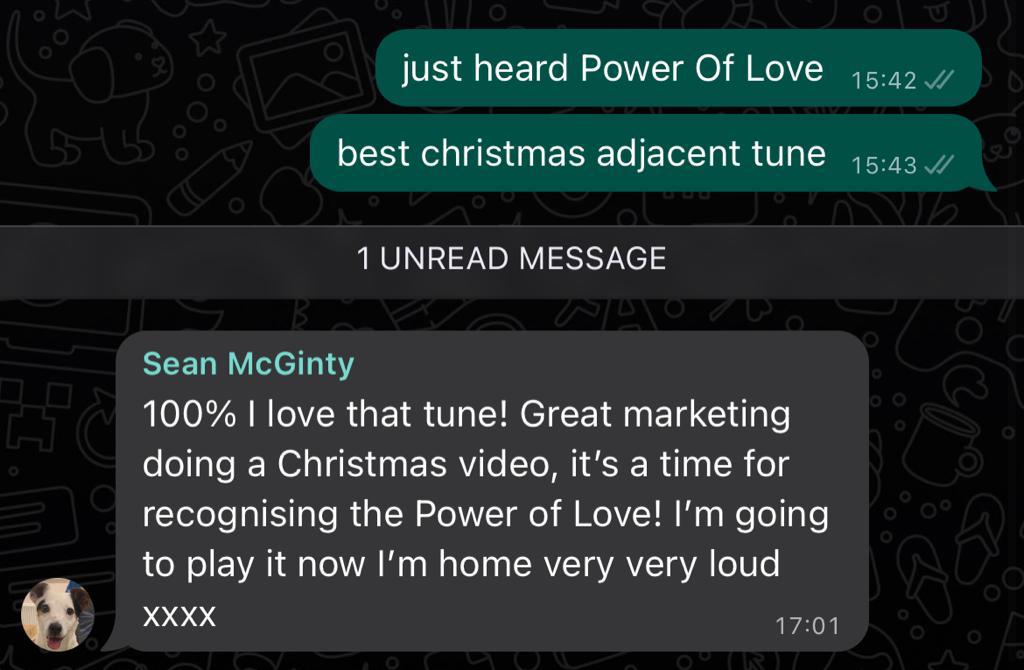 just heard Power Of Love 15:42
best christmas adjacent tune 15:43
1 UNREAD MESSAGE
Sean McGinty
100% I love that tune! Great marketing
doing a Christmas video, it’s a time for
recognising the Power of Love! I’m going
to play it now I’m home very very loud
xxxx
17:01